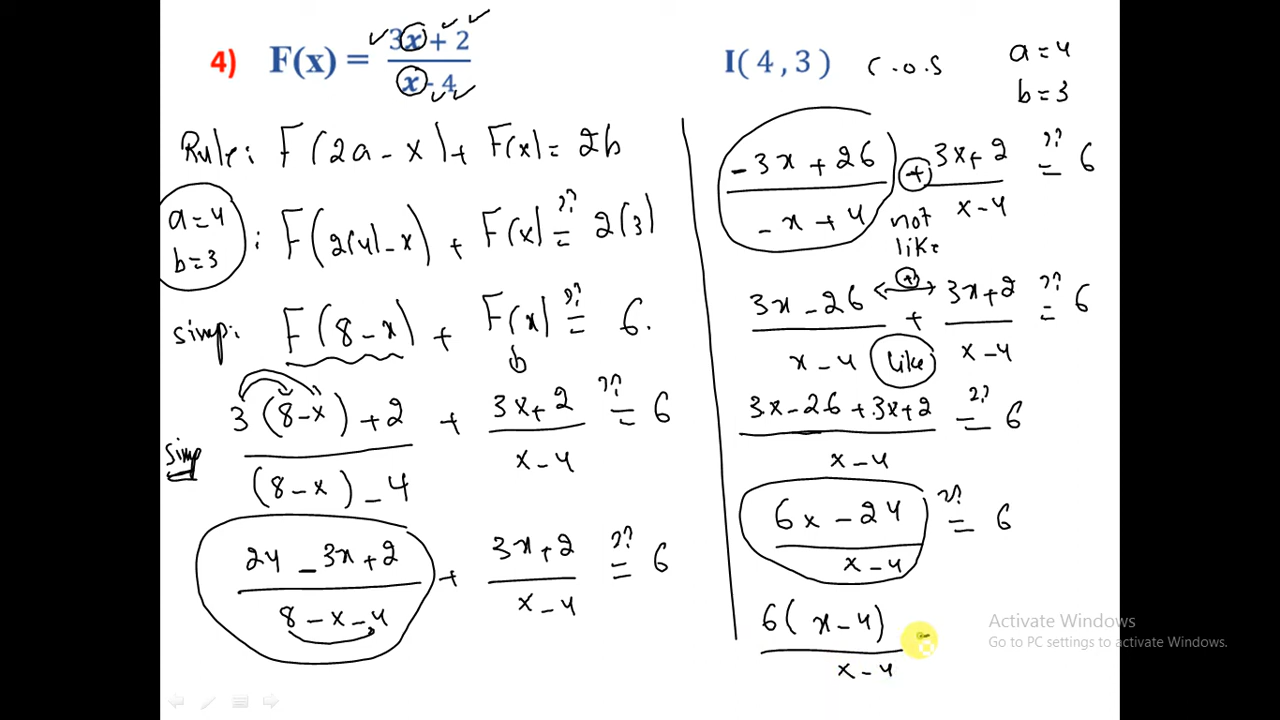 4) F(x) = 3x + 2 / x - 4
Rule: F(2a - x) + F(x) = 2b
a = 4
b = 3 : F(2(4) - x) + F(x) ??= 2(3)
simp: F(8 - x) + F(x) ??= 6.
3(8 - x) + 2 / (8 - x) - 4 + 3x + 2 / x - 4 ??= 6
simp
24 - 3x + 2 / 8 - x - 4 + 3x + 2 / x - 4 ??= 6
I( 4 , 3 ) C.O.S
a = 4
b = 3
-3x + 26 / -x + 4 + 3x + 2 / x - 4 ??= 6
not
like
3x - 26 / x - 4 + 3x + 2 / x - 4 ??= 6
like
3x - 26 + 3x + 2 / x - 4 ??= 6
6x - 24 / x - 4 ??= 6
6( x - 4 ) / x - 4
Activate Windows
Go to PC settings to activate Windows.